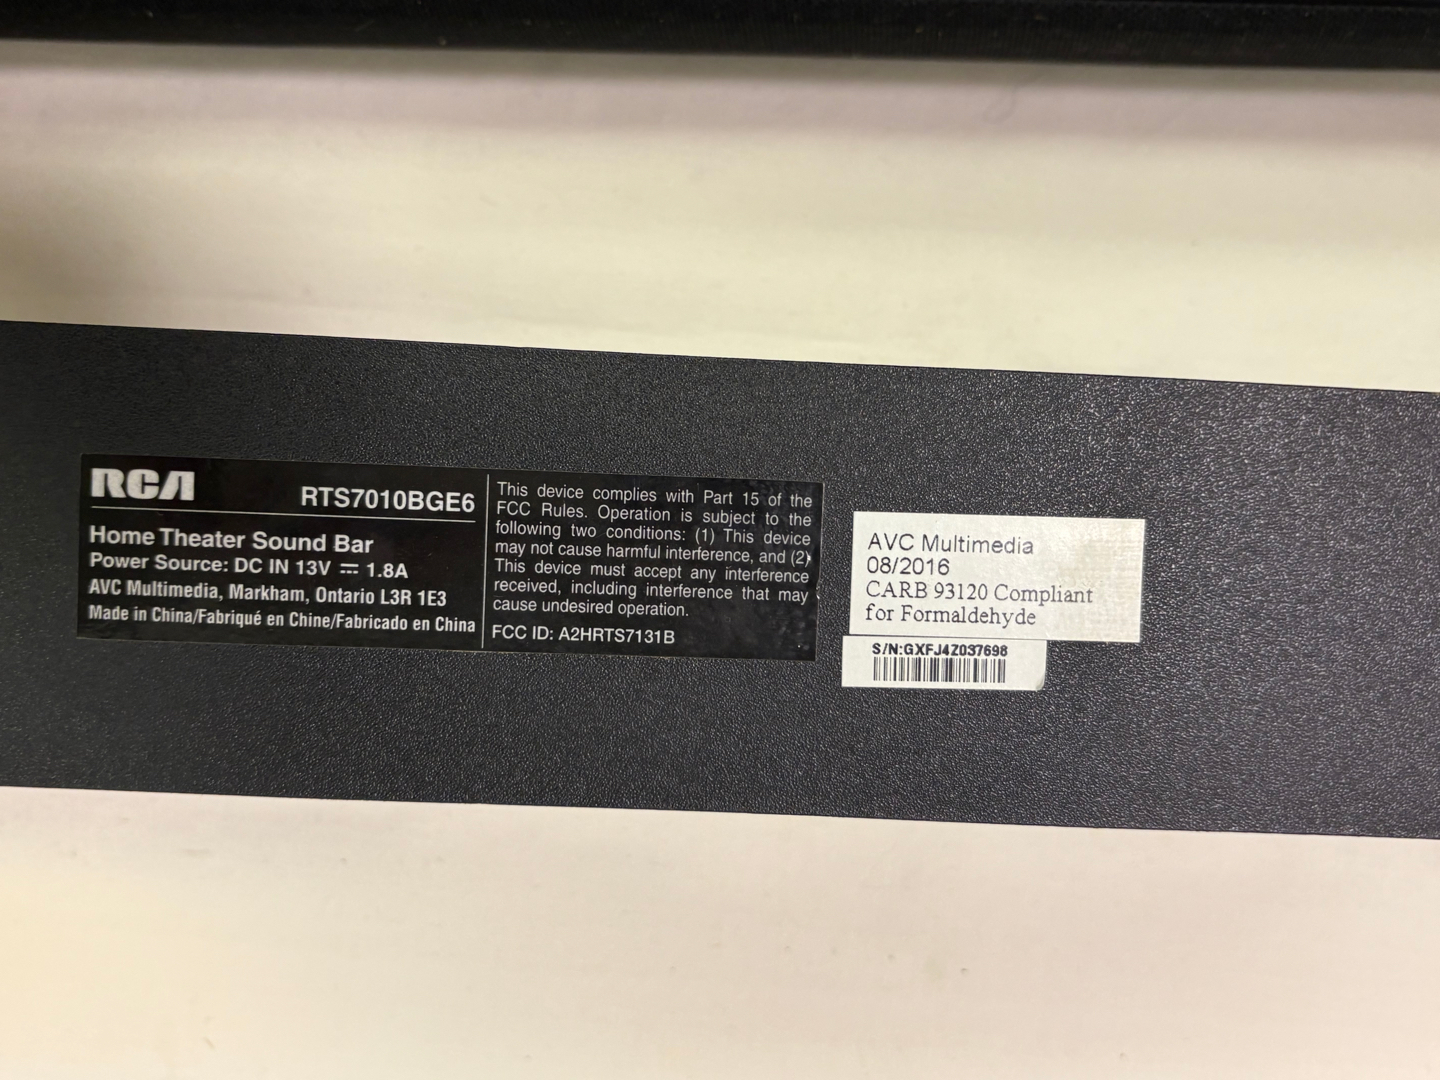 RCA
RTS7010BGE6
Home Theater Sound Bar
Power Source: DC IN 13V ⎓ 1.8A
AVC Multimedia, Markham, Ontario L3R 1E3
Made in China/Fabriqué en Chine/Fabricado en China
This device complies with Part 15 of the
FCC Rules. Operation is subject to the
following two conditions: (1) This device
may not cause harmful interference, and (2)
This device must accept any interference
received, including interference that may
cause undesired operation.
FCC ID: A2HRTS7131B
AVC Multimedia
08/2016
CARB 93120 Compliant
for Formaldehyde
S/N:GXFJ4Z037698